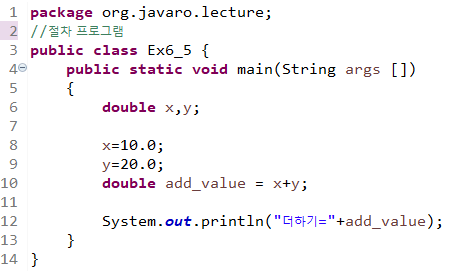 1 package org.javaro.lecture;
2 //절차 프로그램
3 public class Ex6_5 {
4     public static void main(String args [])
5     {
6         double x,y;
7
8         x=10.0;
9         y=20.0;
10         double add_value = x+y;
11
12         System.out.println("더하기="+add_value);
13     }
14 }